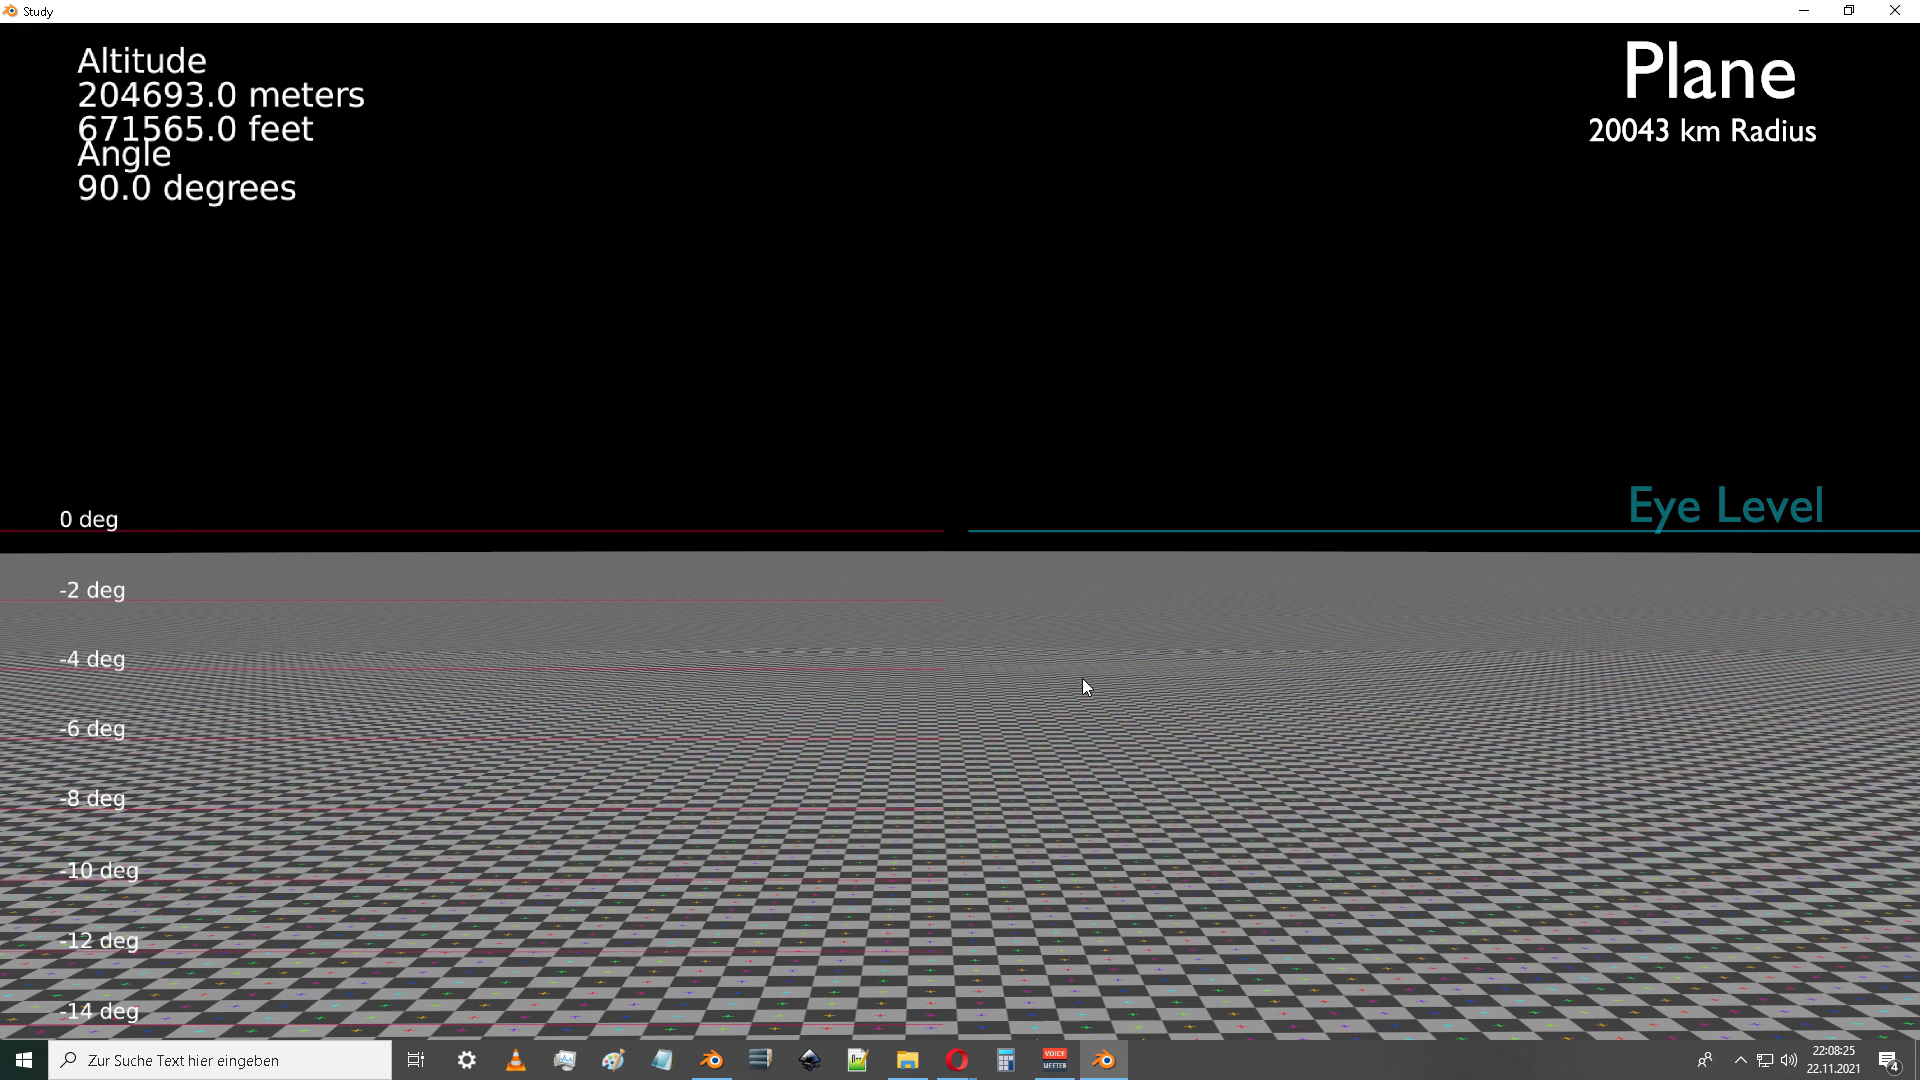 Study
Altitude
204693.0 meters
671565.0 feet
Angle
90.0 degrees
Plane
20043 km Radius
Eye Level
0 deg
-2 deg
-4 deg
-6 deg
-8 deg
-10 deg
-12 deg
-14 deg
Zur Suche Text hier eingeben
VOICE
MEETER
22:08:25
22.11.2021
4